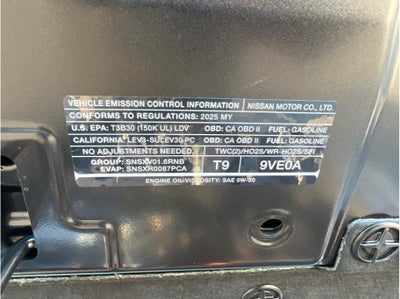 VEHICLE EMISSION CONTROL INFORMATION NISSAN MOTOR CO., LTD.
CONFORMS TO REGULATIONS: 2025 MY
U.S. EPA: T3B30 (150K UL) LDV OBD: CA OBD II FUEL: GASOLINE
CALIFORNIA: LEV3-SULEV30 PC OBD: CA OBD II FUEL: GASOLINE
NO ADJUSTMENTS NEEDED. TWC(2)/HO2S/WR-HO2S/SFI
GROUP: SNSXV01.6RNB
EVAP: SNSXR0087PCA
T9 9VE0A
ENGINE OIL/VISCOSITY: SAE 0W-20